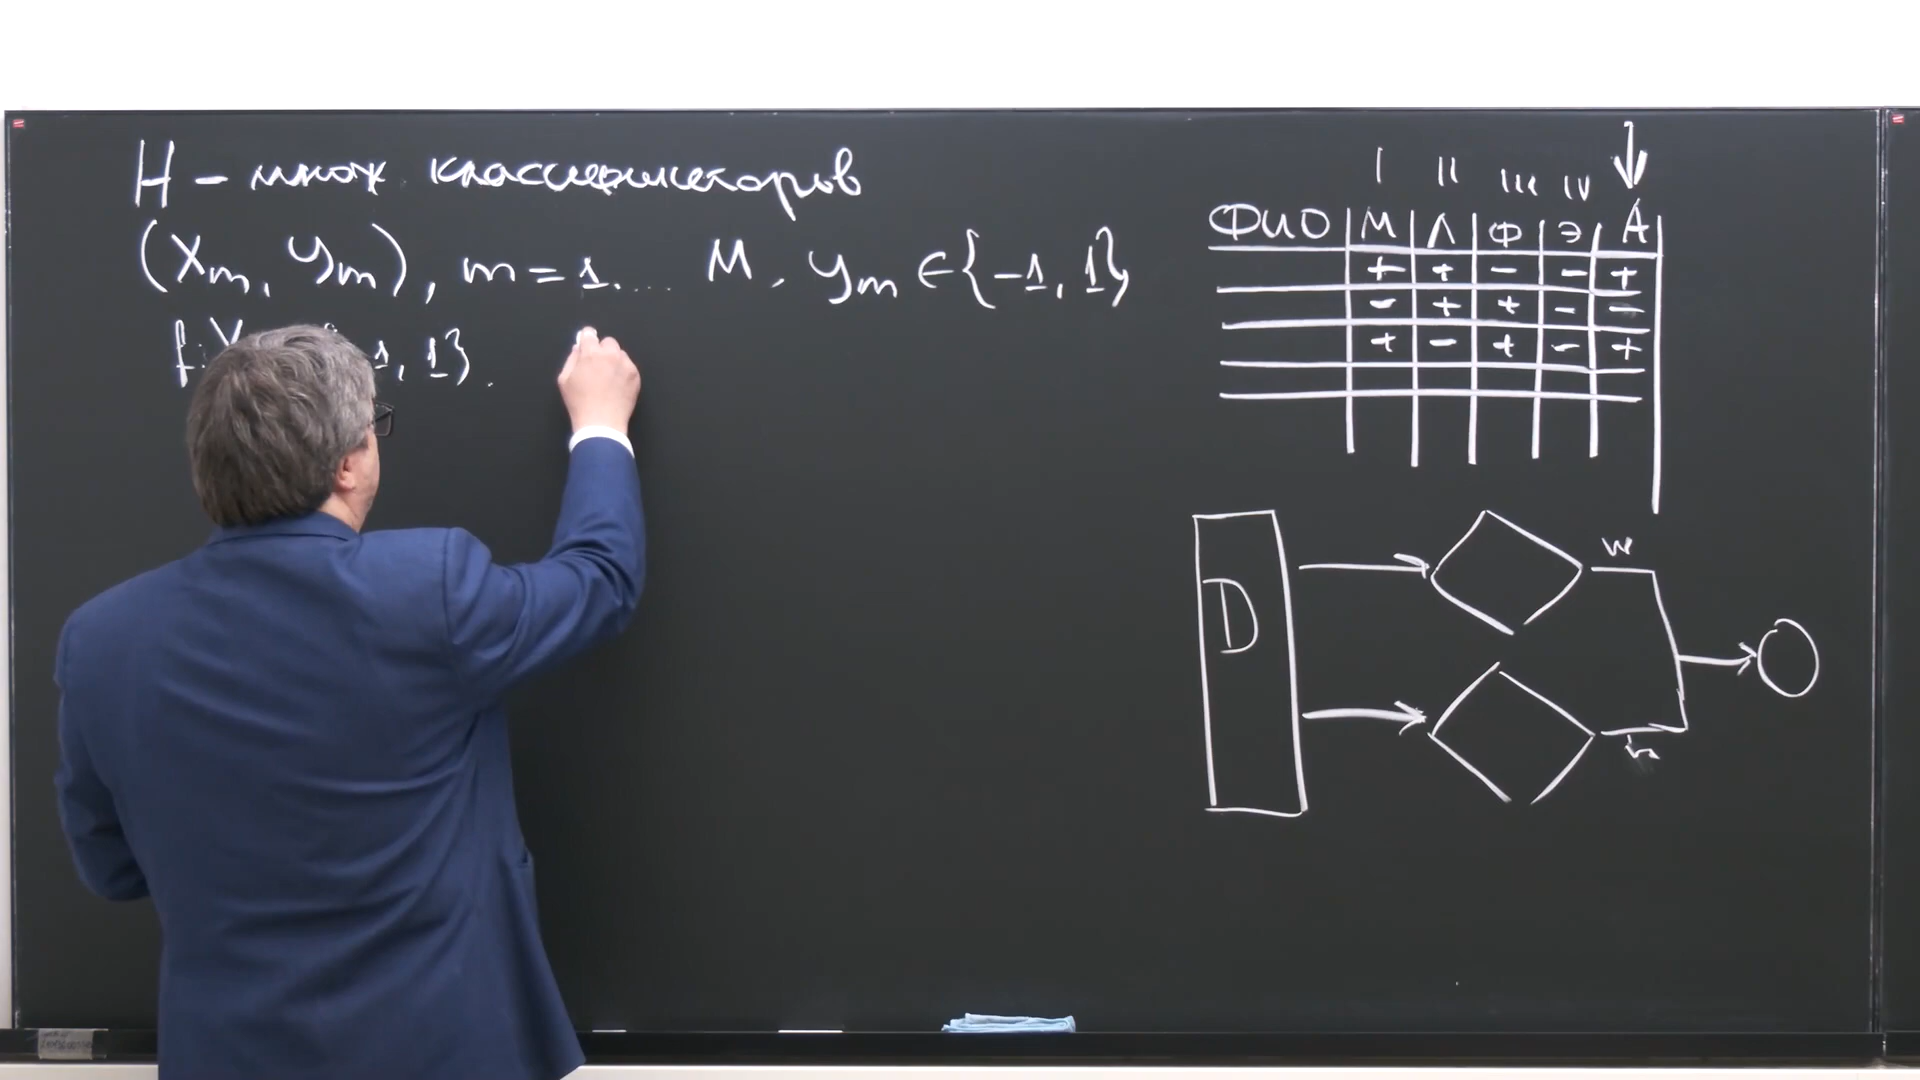 H - множ. классификаторов
(Xm, Ym), m = 1.... M, Ym ∈ {-1, 1}
f: X 1, 1}.
I II III IV
ФИО М Л Ф Э А
+ + - - +
- + + - -
+ - + - +
D
w